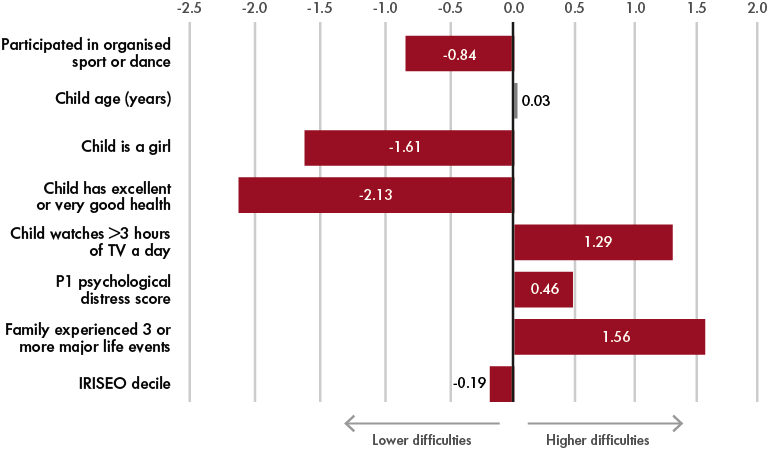 -2.5 -2.0 -1.5 -1.0 -0.5 0.0 0.5 1.0 1.5 2.0
Participated in organised
sport or dance
-0.84
Child age (years)
0.03
Child is a girl
-1.61
Child has excellent
or very good health
-2.13
Child watches >3 hours
of TV a day
1.29
P1 psychological
distress score
0.46
Family experienced 3 or
more major life events
1.56
IRISEO decile
-0.19
Lower difficulties
Higher difficulties